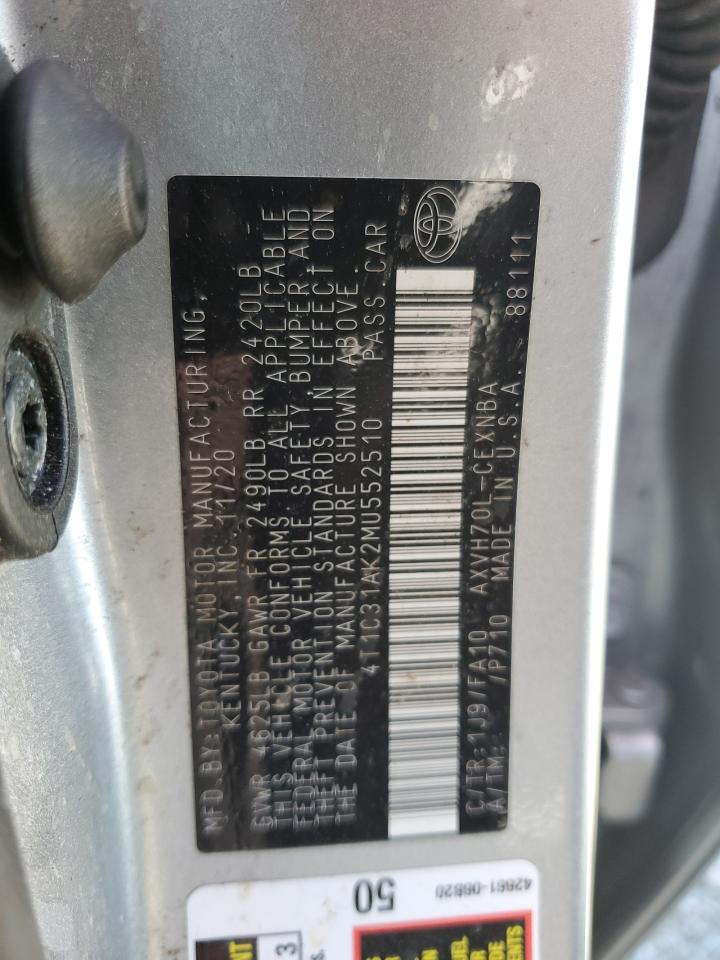 MFD.BY:TOYOTA MOTOR MANUFACTURING,
KENTUCKY INC. 11/20
GVWR 4625LB GAWR FR 2490LB RR 2420LB
THIS VEHICLE CONFORMS TO ALL APPLICABLE
FEDERAL MOTOR VEHICLE SAFETY, BUMPER, AND
THEFT PREVENTION STANDARDS IN EFFECT ON
THE DATE OF MANUFACTURE SHOWN ABOVE.
4T1C31AK2MU552510 PASS.CAR
C/TR: 1J9/FA10 AXVH70L-CEXNBA
A/TM: /P710 MADE IN U.S.A. 88111
50
42661-06B20
3